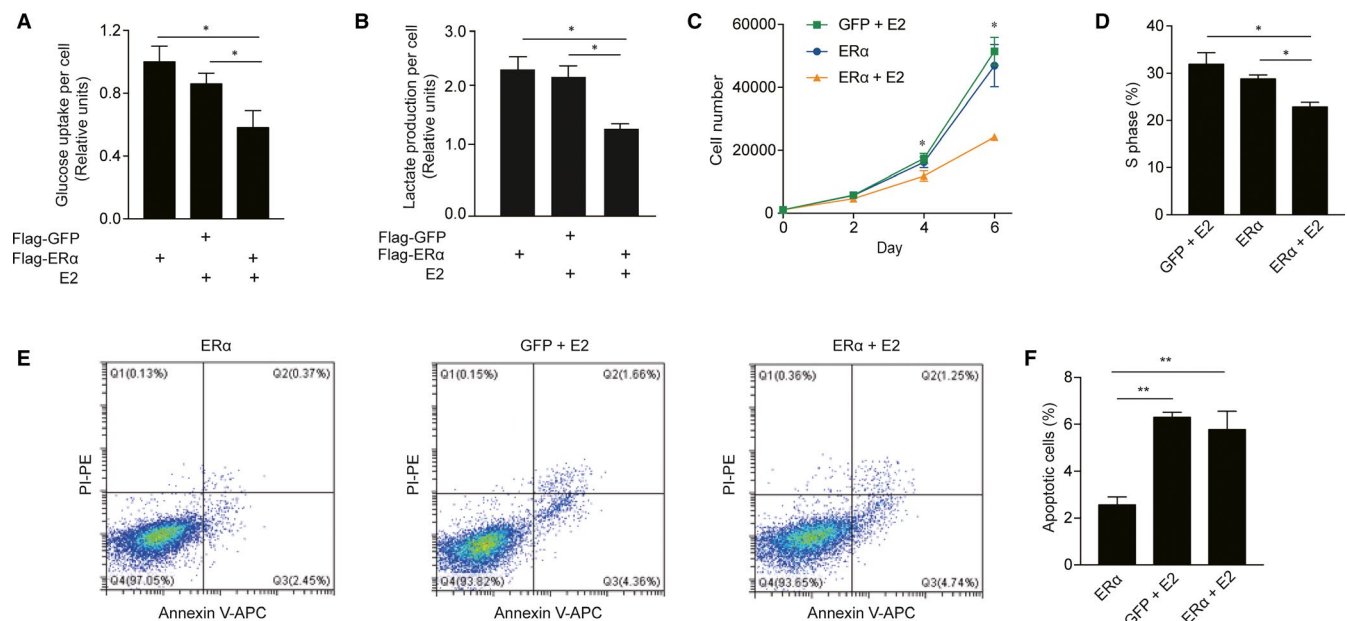 A
Glucose uptake per cell
(Relative units)
1.2
0.9
0.6
0.3
0.0
*
*
Flag-GFP
+
Flag-ERα
+
+
E2
+
+
B
Lactate production per cell
(Relative units)
3.0
2.0
1.0
0.0
*
*
Flag-GFP
+
Flag-ERα
+
+
E2
+
+
C
Cell number
60000
40000
20000
0
GFP + E2
ERα
ERα + E2
*
*
0
2
4
6
Day
D
S phase (%)
40
30
20
10
0
*
*
GFP + E2
ERα
ERα + E2
E
ERα
Q1(0.13%)
Q2(0.37%)
PI-PE
Q4(97.05%)
Q3(2.45%)
Annexin V-APC
GFP + E2
Q1(0.15%)
Q2(1.66%)
PI-PE
Q4(93.82%)
Q3(4.36%)
Annexin V-APC
ERα + E2
Q1(0.36%)
Q2(1.25%)
PI-PE
Q4(93.65%)
Q3(4.74%)
Annexin V-APC
F
Apoptotic cells (%)
8
6
4
2
0
**
**
ERα
GFP + E2
ERα + E2